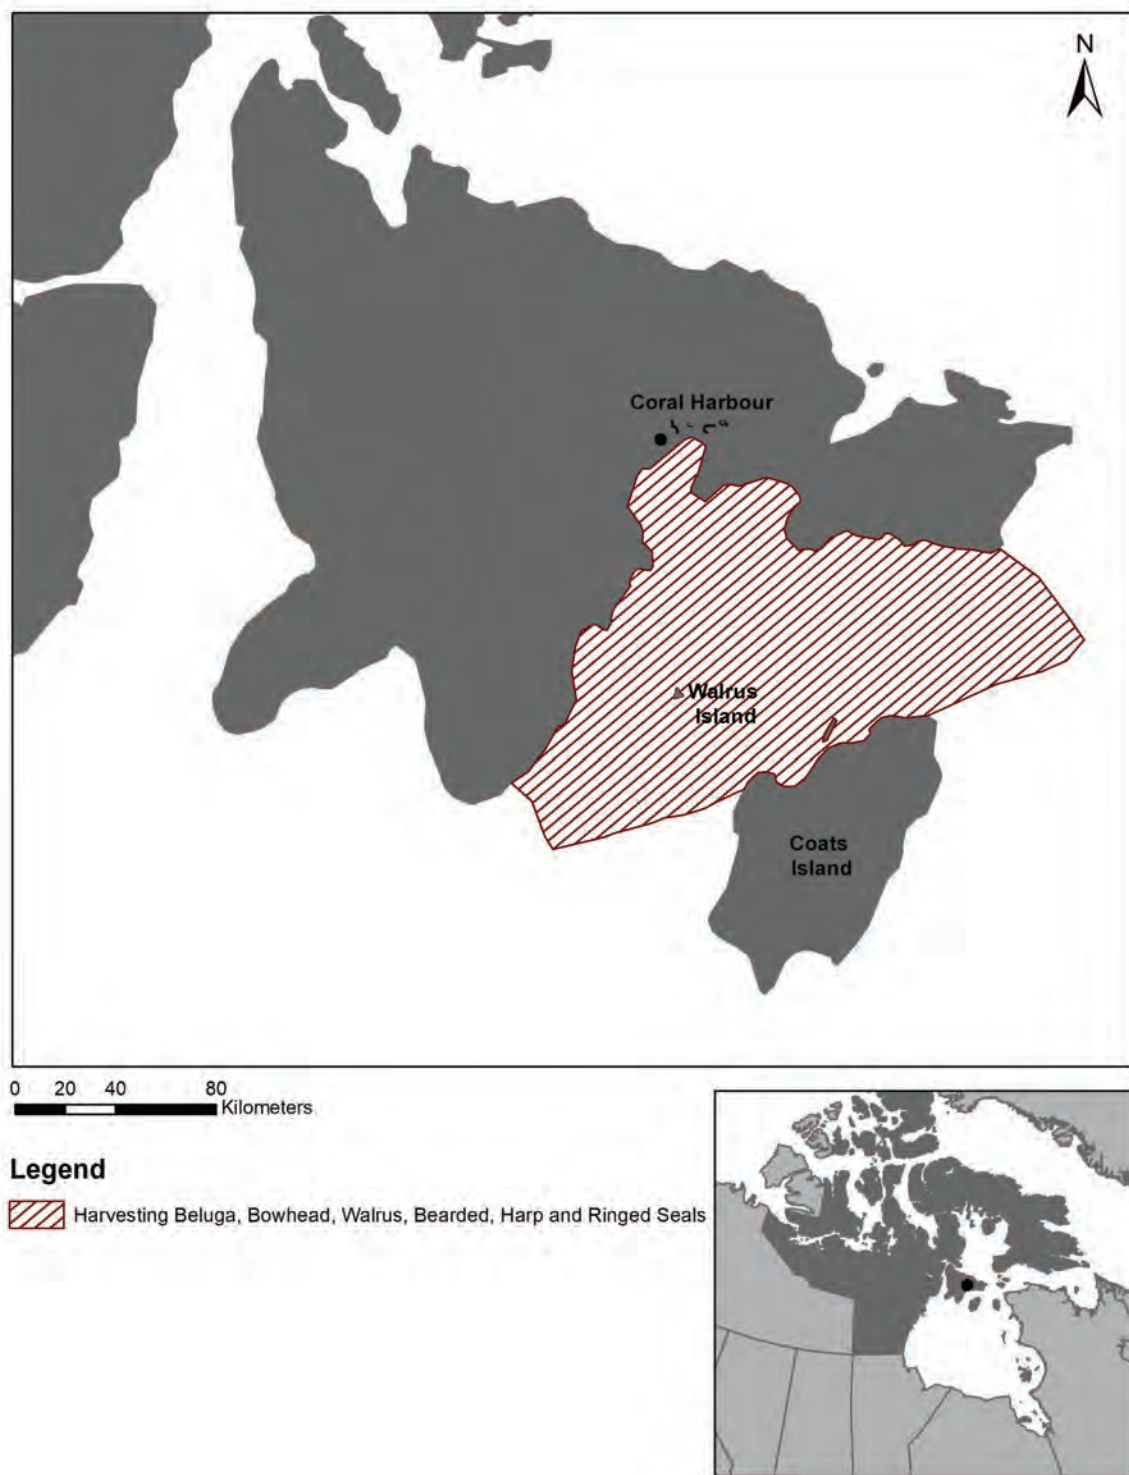 N
Coral Harbour
Walrus
Island
Coats
Island
0 20 40 80
Kilometers
Legend
Harvesting Beluga, Bowhead, Walrus, Bearded, Harp and Ringed Seals